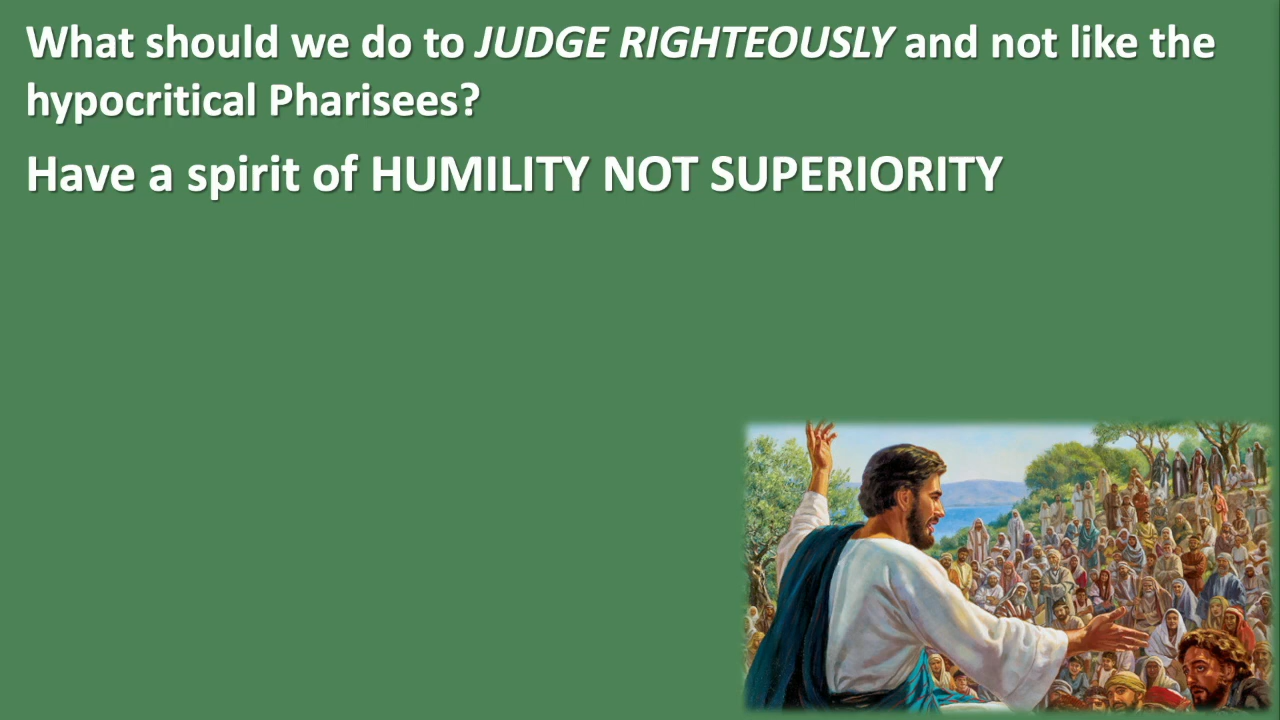 What should we do to JUDGE RIGHTEOUSLY and not like the
hypocritical Pharisees?
Have a spirit of HUMILITY NOT SUPERIORITY